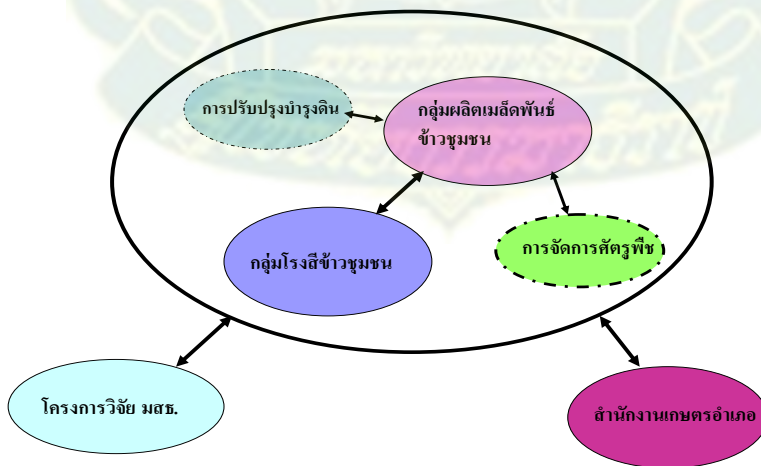 การปรับปรุงบำรุงดิน
กลุ่มผลิตเมล็ดพันธ์
ข้าวชุมชน
กลุ่มโรงสีข้าวชุมชน
การจัดการศัตรูพืช
โครงการวิจัย มสธ.
สำนักงานเกษตรอำเภอ